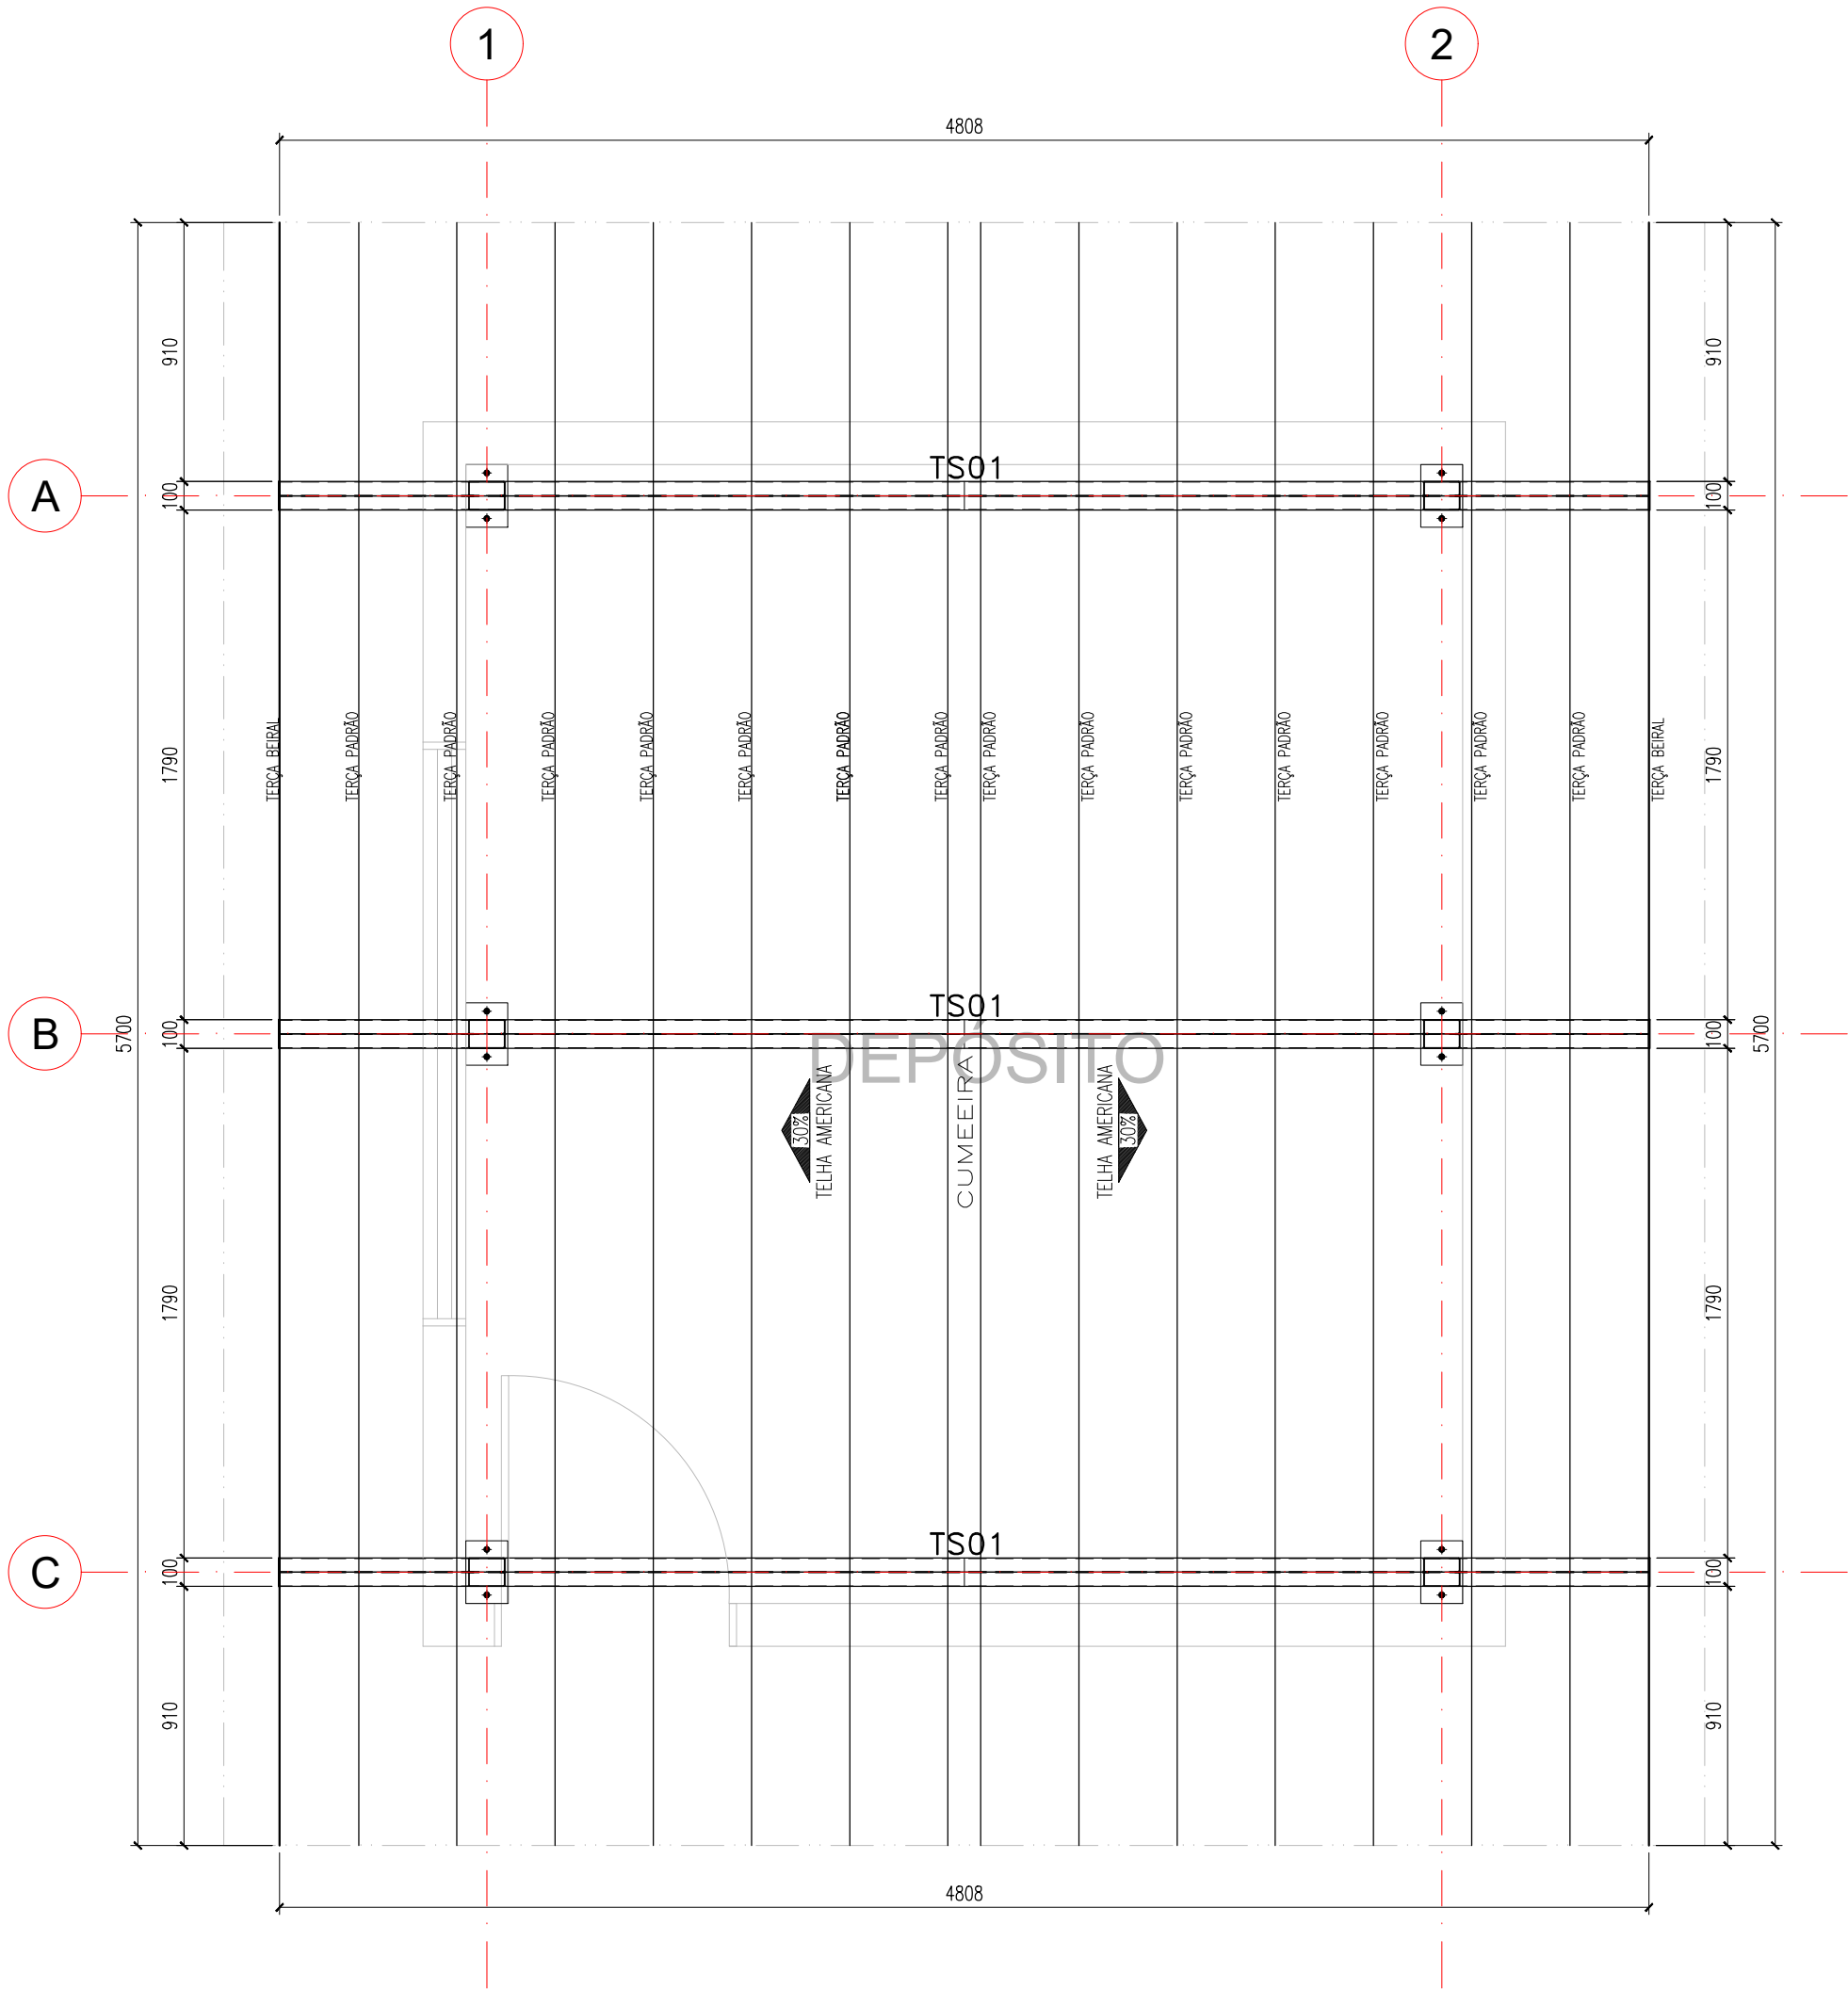 1
2
4808
910
910
A
TS01
100
100
TERÇA BEIRAL
TERÇA PADRÃO
TERÇA PADRÃO
TERÇA PADRÃO
TERÇA PADRÃO
TERÇA PADRÃO
TERÇA PADRÃO
TERÇA PADRÃO
TERÇA PADRÃO
TERÇA PADRÃO
TERÇA PADRÃO
TERÇA PADRÃO
TERÇA PADRÃO
TERÇA PADRÃO
TERÇA PADRÃO
TERÇA BEIRAL
1790
1790
B
5700
100
TS01
100
5700
DEPÓSITO
30%
TELHA AMERICANA
CUMEEIRA
TELHA AMERICANA
30%
1790
1790
C
100
TS01
100
910
910
4808